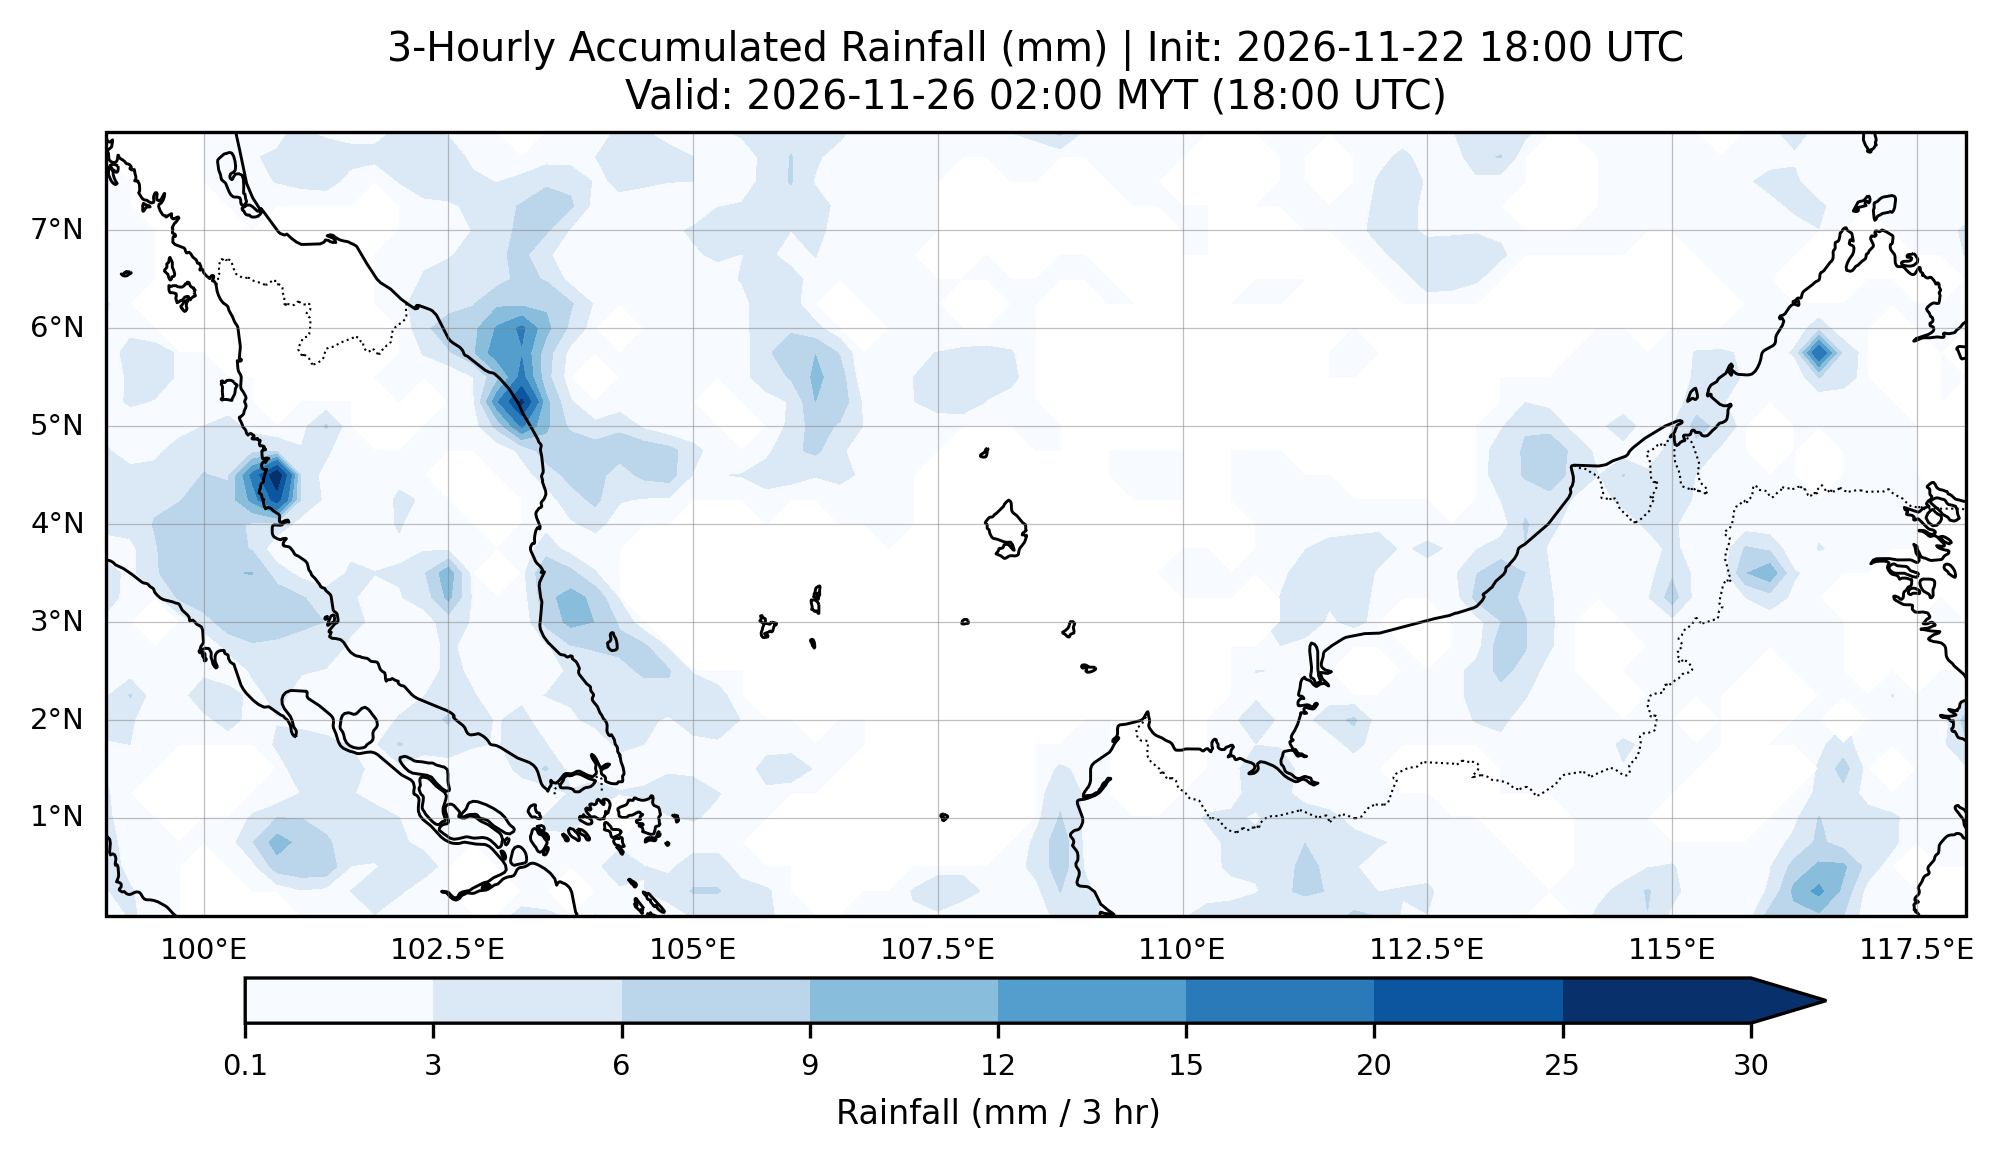 3-Hourly Accumulated Rainfall (mm) | Init: 2026-11-22 18:00 UTC
Valid: 2026-11-26 02:00 MYT (18:00 UTC)
7°N
6°N
5°N
4°N
3°N
2°N
1°N
100°E 102.5°E 105°E 107.5°E 110°E 112.5°E 115°E 117.5°E
0.1 3 6 9 12 15 20 25 30
Rainfall (mm / 3 hr)